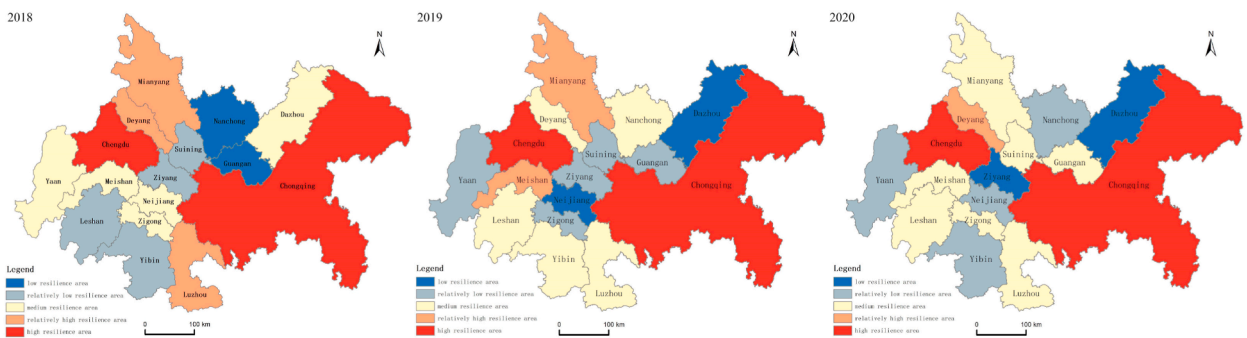 2018
N
Mianyang
Deyang
Nanchong
Dazhou
Chengdu
Suining
Guangan
Yaan
Meishan
Ziyang
Chongqing
Neijiang
Leshan
Zigong
Yibin
Luzhou
Legend
low resilience area
relatively low resilience area
medium resilience area
relatively high resilience area
high resilience area
0 100 km
2019
N
Mianyang
Deyang
Nanchong
Dazhou
Chengdu
Suining
Guangan
Yaan
Meishan
Ziyang
Chongqing
Neijiang
Leshan
Zigong
Yibin
Luzhou
Legend
low resilience area
relatively low resilience area
medium resilience area
relatively high resilience area
high resilience area
0 100 km
2020
N
Mianyang
Deyang
Nanchong
Dazhou
Chengdu
Suining
Guangan
Yaan
Meishan
Ziyang
Chongqing
Neijiang
Leshan
Zigong
Yibin
Luzhou
Legend
low resilience area
relatively low resilience area
medium resilience area
relatively high resilience area
high resilience area
0 100 km